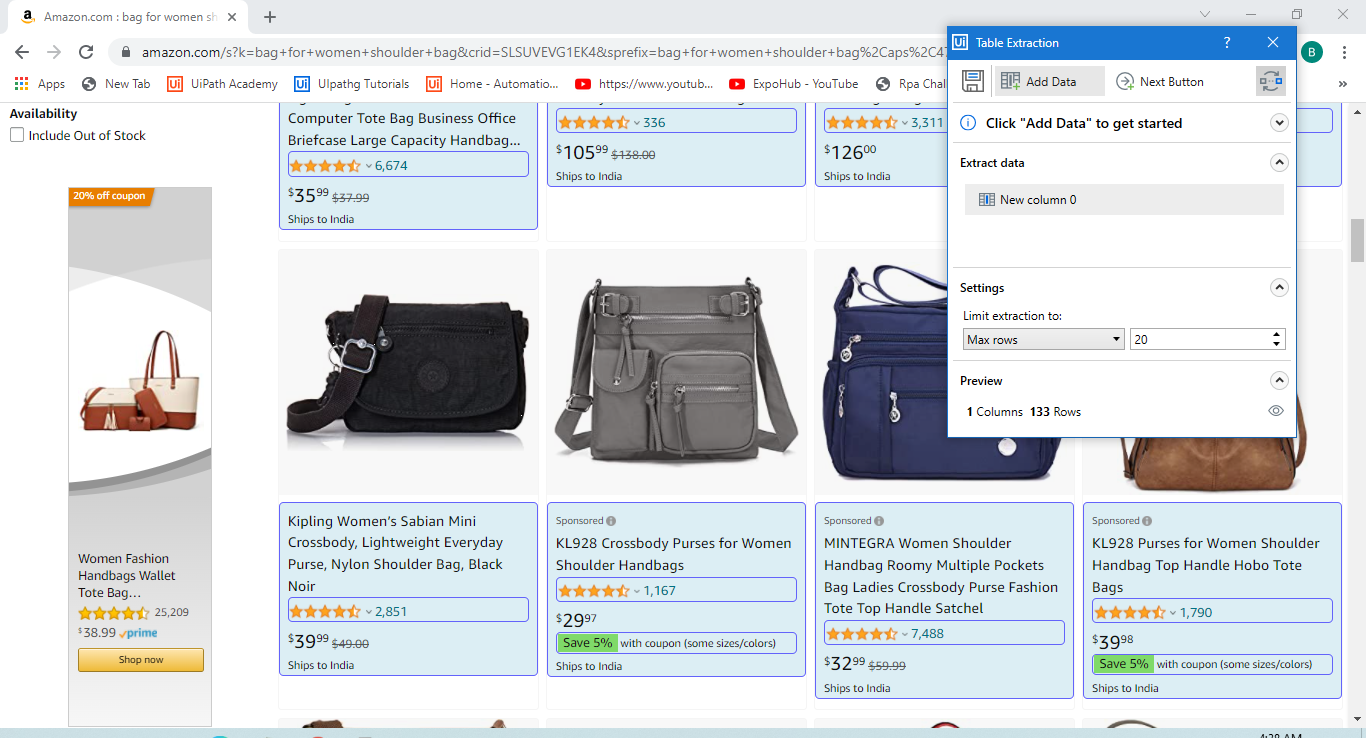 Amazon.com : bag for women sh
amazon.com/s?k=bag+for+women+shoulder+bag&crid=SLSUVEVG1EK4&sprefix=bag+for+women+shoulder+bag%2Caps%2C47
B
Apps
New Tab
UiPath Academy
UIpathg Tutorials
Home - Automatio...
https://www.youtub...
ExpoHub - YouTube
Rpa Chal
»
Table Extraction
?
Add Data
Next Button
Click "Add Data" to get started
Extract data
New column 0
Settings
Limit extraction to:
Max rows
20
Preview
1 Columns 133 Rows
Availability
Include Out of Stock
20% off coupon
Women Fashion
Handbags Wallet
Tote Bag...
25,209
$38.99 prime
Shop now
Computer Tote Bag Business Office
Briefcase Large Capacity Handbag...
6,674
$35.99 $37.99
Ships to India
336
$105.99 $138.00
Ships to India
3,311
$126.00
Ships to India
Kipling Women’s Sabian Mini
Crossbody, Lightweight Everyday
Purse, Nylon Shoulder Bag, Black
Noir
2,851
$39.99 $49.00
Ships to India
Sponsored
KL928 Crossbody Purses for Women
Shoulder Handbags
1,167
$29.97
Save 5% with coupon (some sizes/colors)
Ships to India
Sponsored
MINTEGRA Women Shoulder
Handbag Roomy Multiple Pockets
Bag Ladies Crossbody Purse Fashion
Tote Top Handle Satchel
7,488
$32.99 $59.99
Ships to India
Sponsored
KL928 Purses for Women Shoulder
Handbag Top Handle Hobo Tote
Bags
1,790
$39.98
Save 5% with coupon (some sizes/colors)
Ships to India
4:28 AM